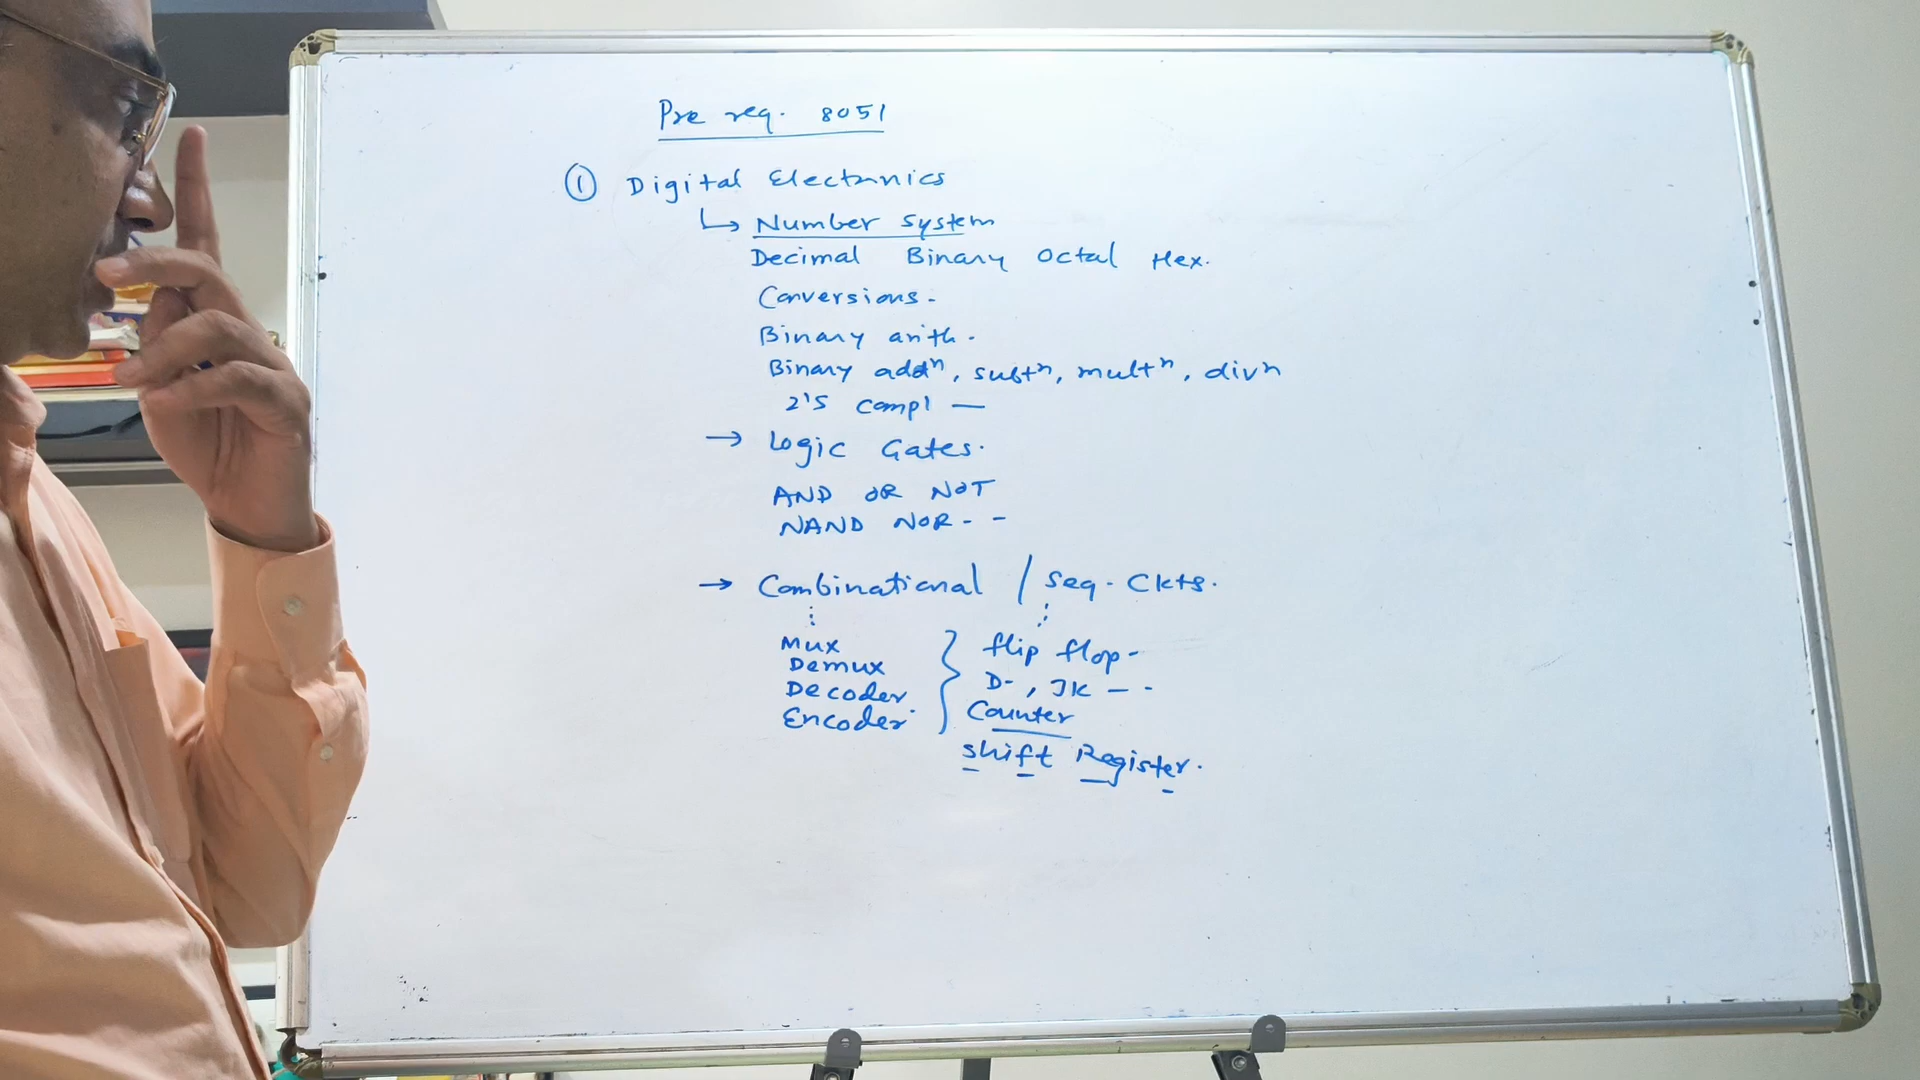 Pre req. 8051
① Digital Electronics
↳ Number system
Decimal Binary Octal Hex.
Conversions -
Binary arith -
Binary addⁿ, subtⁿ, multⁿ, divⁿ
2's compl —
→ Logic Gates.
AND OR NOT
NAND NOR - -
→ Combinational / Seq. Ckts.
Mux } flip flop -
Demux D-, JK - -
Decoder Counter
Encoder shift Register.